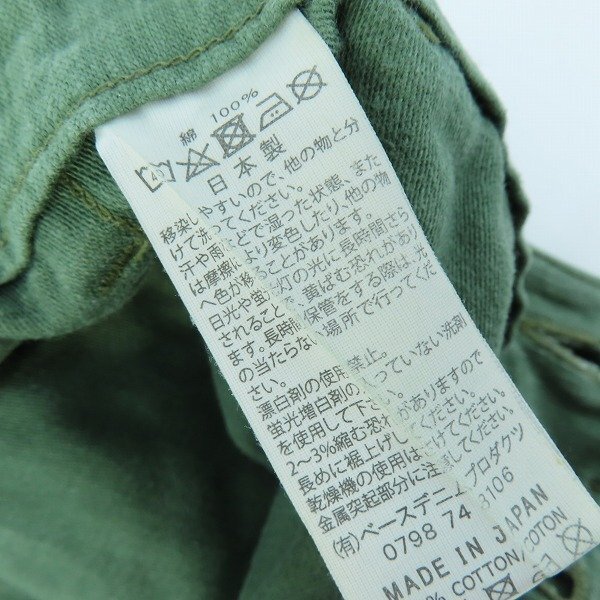 綿 100%
40
日本製
移染しやすいので、他の物と分
けて洗ってください。
汗や雨などで湿った状態、また
は摩擦により変色したり、他の物
へ色が移ることがあります。
日光や蛍光灯の光に長時間さら
されることで、黄ばむ恐れがあり
ます。長時間保管をする際は、光
の当たらない場所で行ってくだ
さい。
漂白剤の使用禁止。
蛍光増白剤の入っていない洗剤
を使用して下さい。
2～3%縮む恐れがありますので
長めに裾上げしてください。
乾燥機の使用は避けてください。
金属突起部分に注意してください。
(有)ベースデニムプロダクツ
0798 74 3106
MADE IN JAPAN
% COTTON/COTON